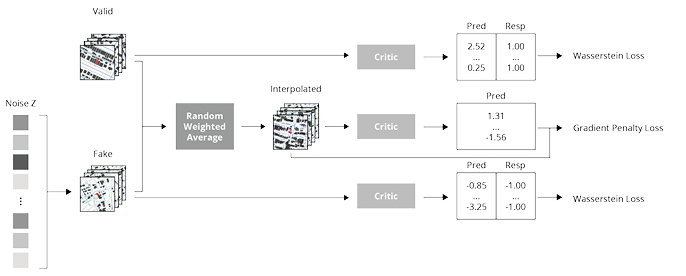 Valid
Pred Resp
Critic
2.52 1.00
... ...
0.25 1.00
Wasserstein Loss
Noise Z
Random
Weighted
Average
Interpolated
Critic
Pred
1.31
...
-1.56
Gradient Penalty Loss
Fake
⋮
Critic
Pred Resp
-0.85 -1.00
... ...
-3.25 -1.00
Wasserstein Loss